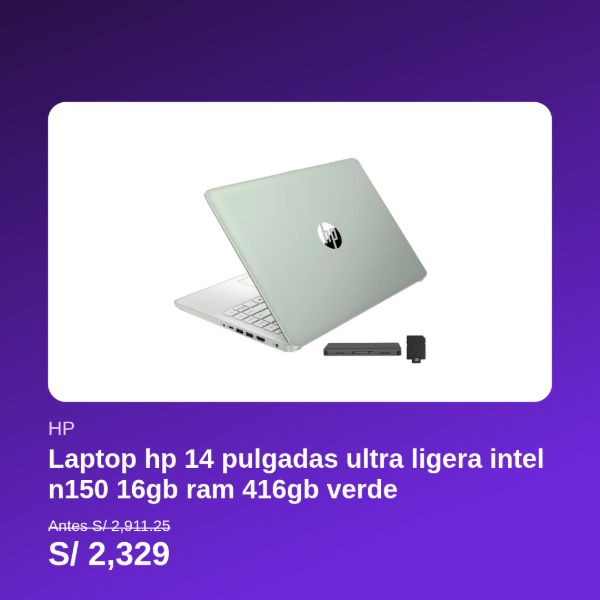 hp
HP
Laptop hp 14 pulgadas ultra ligera intel
n150 16gb ram 416gb verde
Antes S/ 2,911.25
S/ 2,329